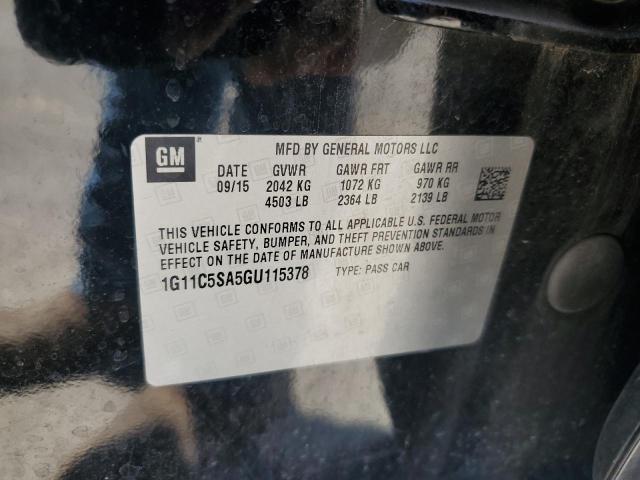 GM
MFD BY GENERAL MOTORS LLC
DATE GVWR GAWR FRT GAWR RR
09/15 2042 KG 1072 KG 970 KG
4503 LB 2364 LB 2139 LB
THIS VEHICLE CONFORMS TO ALL APPLICABLE U.S. FEDERAL MOTOR
VEHICLE SAFETY, BUMPER, AND THEFT PREVENTION STANDARDS IN
EFFECT ON THE DATE OF MANUFACTURE SHOWN ABOVE.
1G11C5SA5GU115378 TYPE: PASS CAR